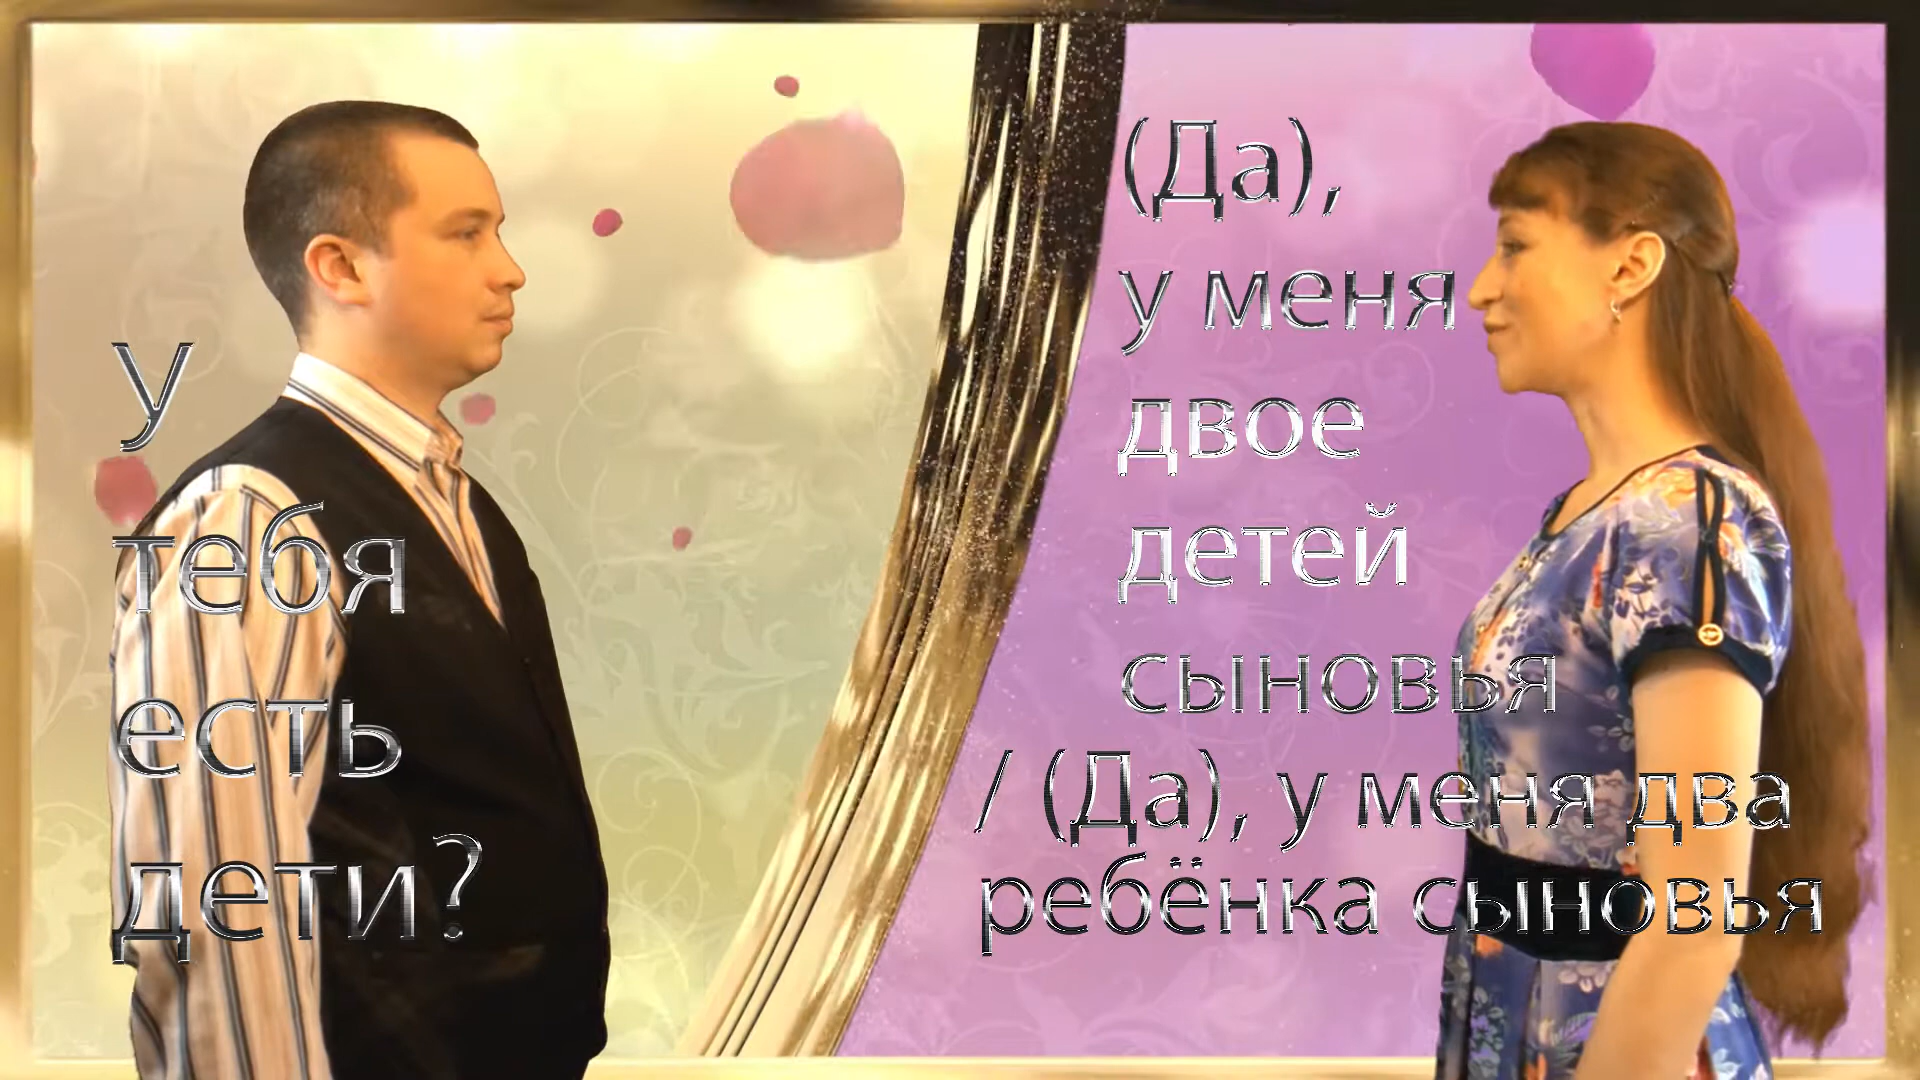 у
тебя
есть
дети?
(Да),
у меня
двое
детей
сыновья
/ (Да), у меня два
ребёнка сыновья